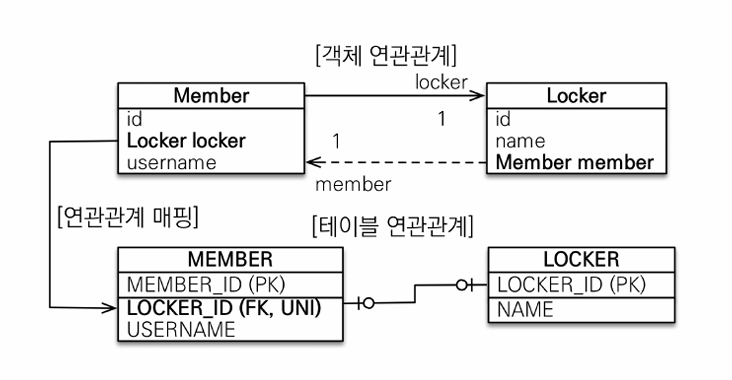 [객체 연관관계]
locker
Member
id
Locker locker
username
1
1
member
Locker
id
name
Member member
[연관관계 매핑]
[테이블 연관관계]
MEMBER
MEMBER_ID (PK)
LOCKER_ID (FK, UNI)
USERNAME
LOCKER
LOCKER_ID (PK)
NAME